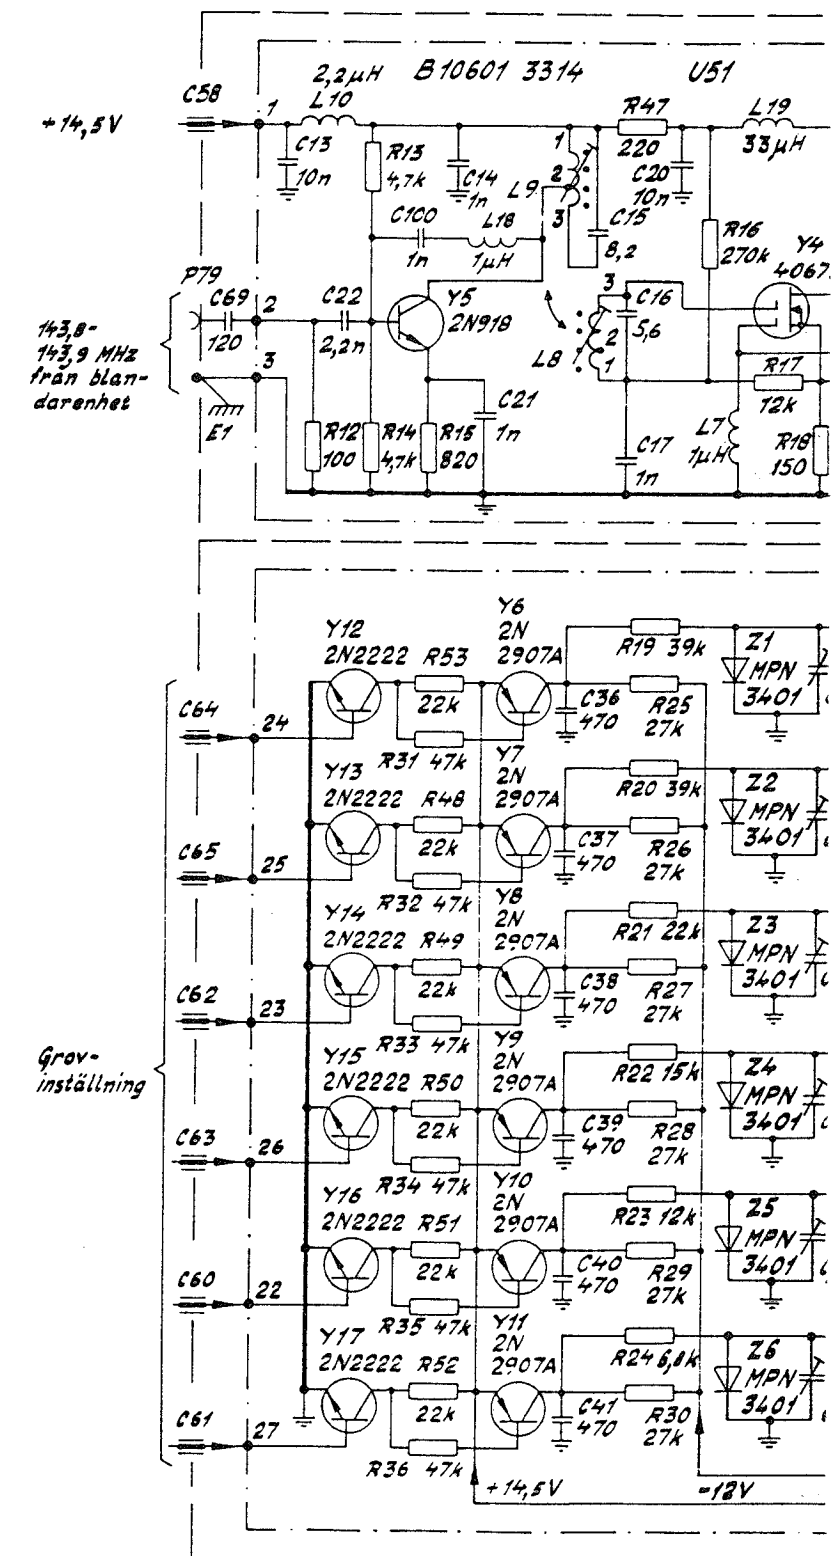 B10601 3314
U51
C58
1
+14,5V
2,2µH
L10
C13
10n
R13
4,7k
C14
1n
C100
1n
L18
1µH
L9
1
2
3
C15
8,2
R47
220
C20
10n
L19
33µH
R16
270k
Y4
P79
C69
120
2
C22
2,2n
Y5
2N918
3
C16
5,6
L8
2
1
143,8-
143,9 MHz
från blan-
darenhet
3
E1
R12
100
R14
4,7k
R15
820
C21
1n
C17
1n
L7
1µH
R17
12k
R18
150
Y12
2N2222
R53
22k
Y6
2N
2907A
R19 39k
Z1
MPN
3401
C64
24
R31 47k
C36
470
R25
27k
Y13
2N2222
R48
22k
Y7
2N
2907A
R20 39k
Z2
MPN
3401
C65
25
R32 47k
C37
470
R26
27k
Y14
2N2222
R49
22k
Y8
2N
2907A
R21 22k
Z3
MPN
3401
C62
23
R33 47k
C38
470
R27
27k
Grov-
inställning
Y15
2N2222
R50
22k
Y9
2N
2907A
R22 15k
Z4
MPN
3401
C63
26
R34 47k
C39
470
R28
27k
Y16
2N2222
R51
22k
Y10
2N
2907A
R23 12k
Z5
MPN
3401
C60
22
R35 47k
C40
470
R29
27k
Y17
2N2222
R52
22k
Y11
2N
2907A
R24 6,8k
Z6
MPN
3401
C61
27
R36 47k
C41
470
R30
27k
+14,5V
-12V